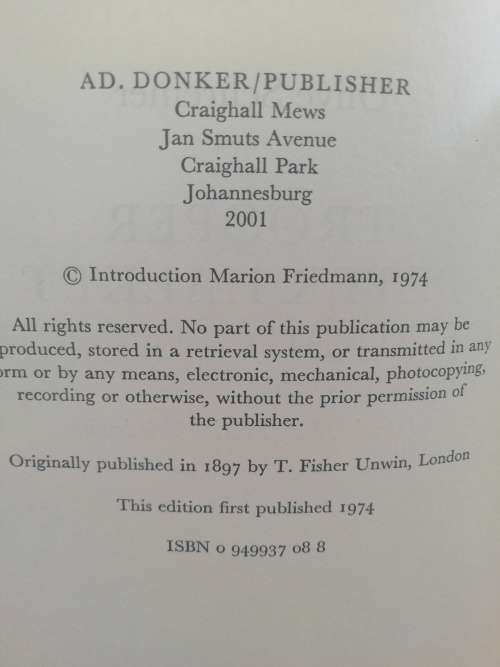 AD. DONKER/PUBLISHER
Craighall Mews
Jan Smuts Avenue
Craighall Park
Johannesburg
2001
© Introduction Marion Friedmann, 1974
All rights reserved. No part of this publication may be
produced, stored in a retrieval system, or transmitted in any
orm or by any means, electronic, mechanical, photocopying,
recording or otherwise, without the prior permission of
the publisher.
Originally published in 1897 by T. Fisher Unwin, London
This edition first published 1974
ISBN 0 949937 08 8